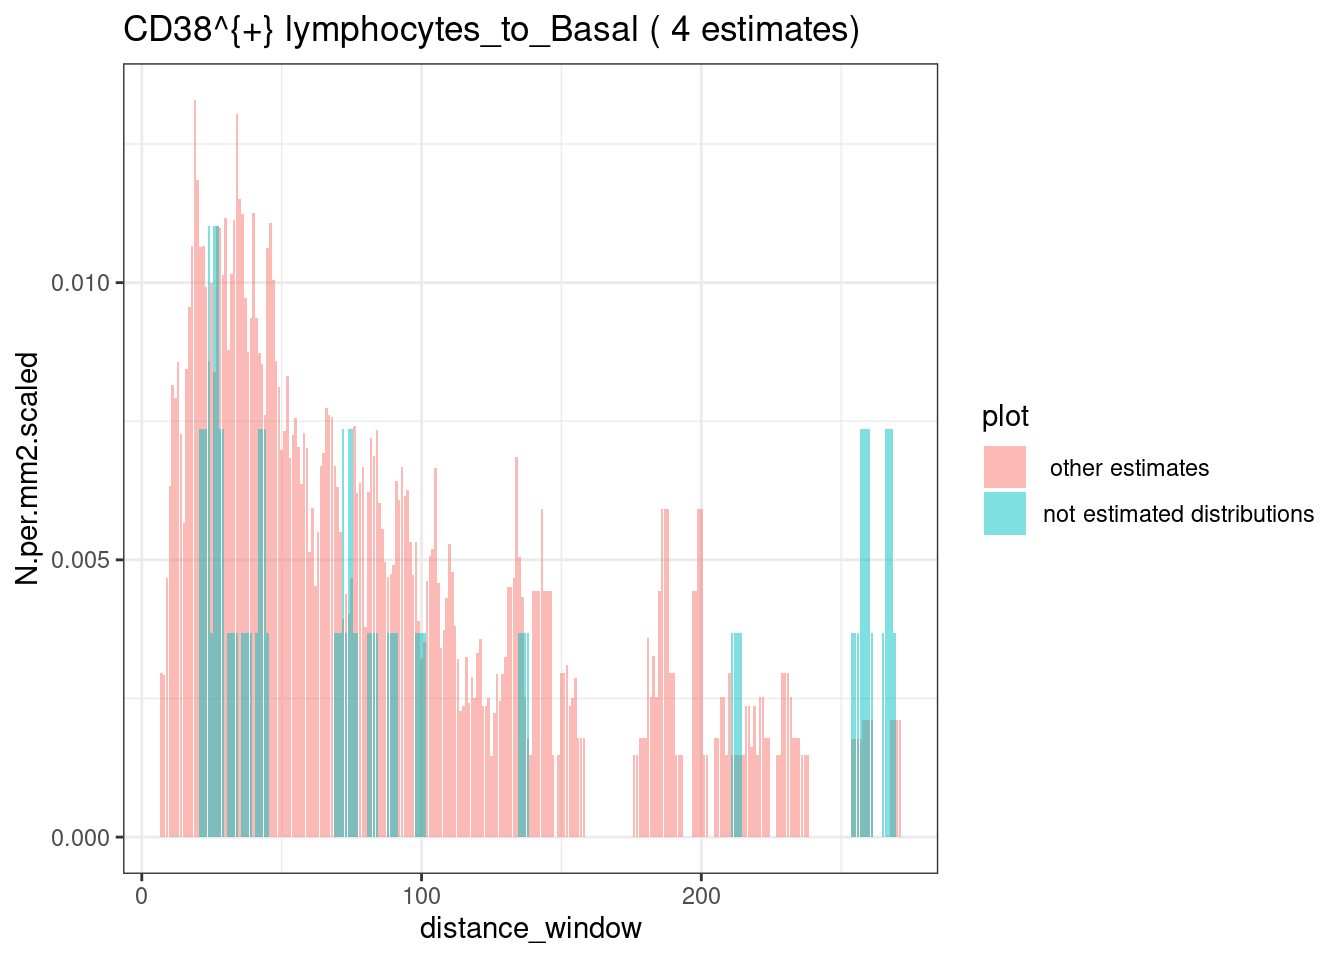 CD38^{+} lymphocytes_to_Basal ( 4 estimates)
N.per.mm2.scaled
0.010
0.005
0.000
0
100
200
distance_window
plot
other estimates
not estimated distributions